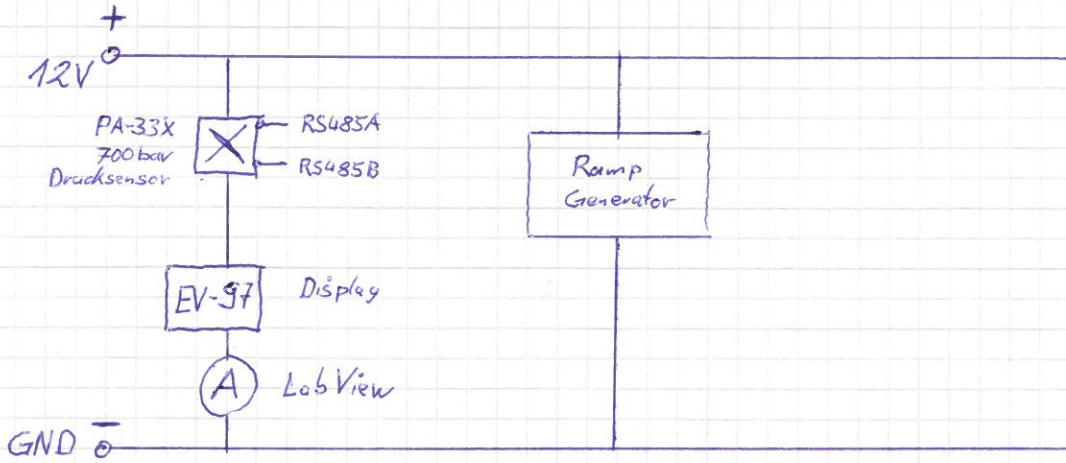 +
12V
PA-33X
700 bar
Drucksensor
RS485A
RS485B
Ramp
Generator
EV-97
Display
A
LabView
GND
−